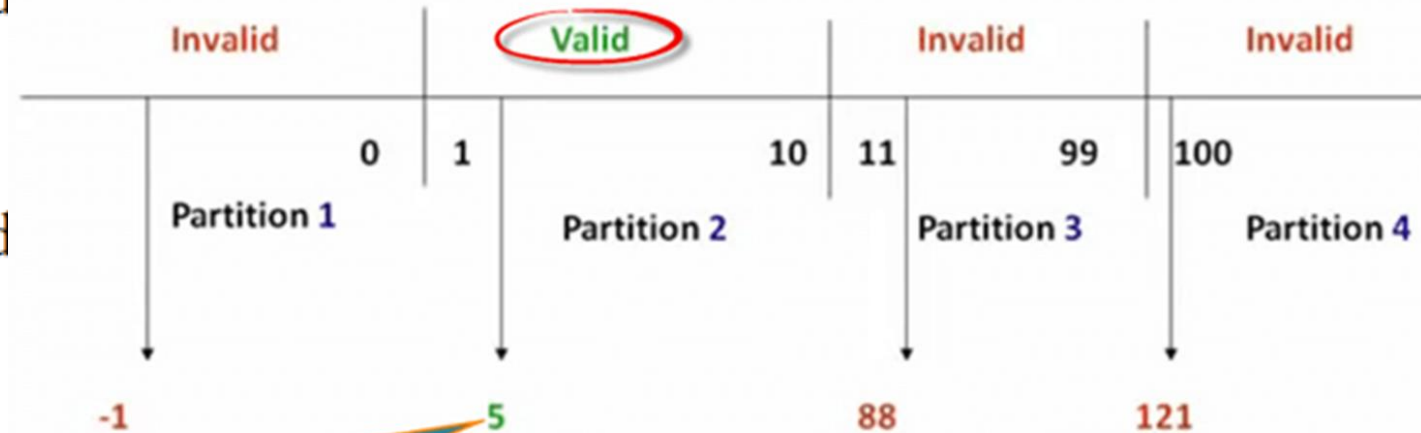 Invalid Valid Invalid Invalid
0 1 10 11 99 100
Partition 1 Partition 2 Partition 3 Partition 4
-1 5 88 121